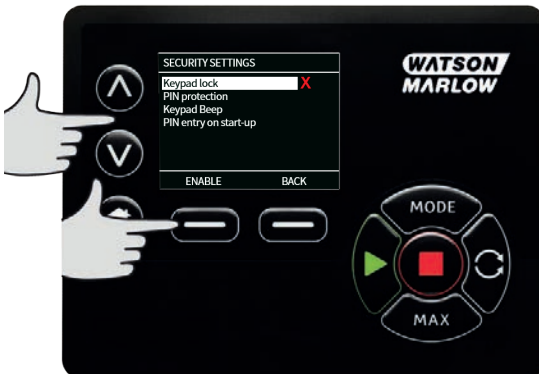 SECURITY SETTINGS
Keypad lock X
PIN protection
Keypad Beep
PIN entry on start-up
ENABLE BACK
WATSON
MARLOW
MODE
MAX